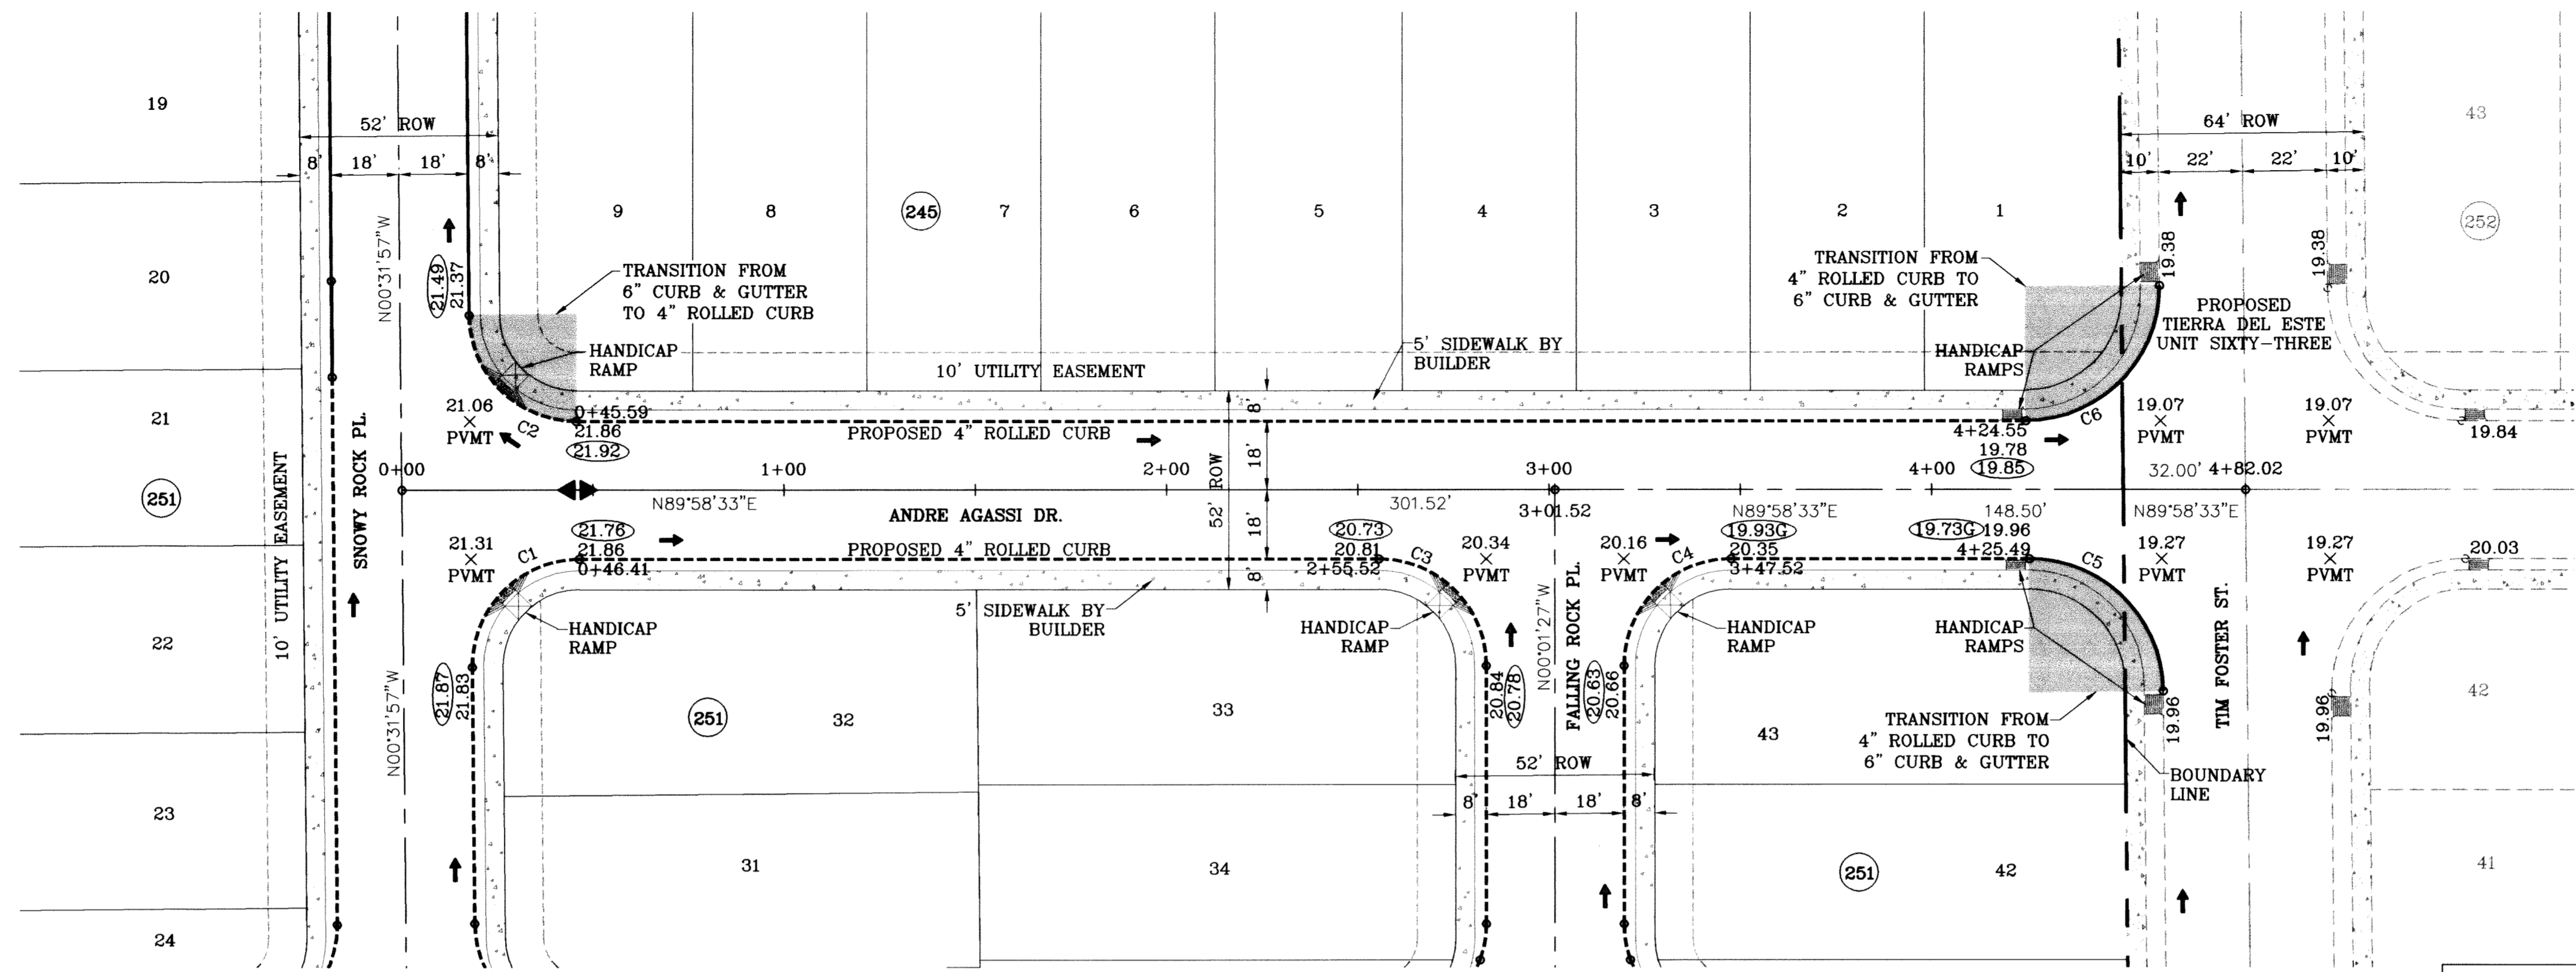 19
20
21
251
22
23
24
10' UTILITY EASEMENT
52' ROW
8'
18'
18'
8'
N00°31'57"W
SNOWY ROCK PL.
N00°31'57"W
21.49
21.37
TRANSITION FROM
6" CURB & GUTTER
TO 4" ROLLED CURB
HANDICAP
RAMP
21.06
PVMT
C2
0+45.59
21.86
21.92
9
8
245
7
6
5
4
3
2
1
10' UTILITY EASEMENT
5' SIDEWALK BY
BUILDER
PROPOSED 4" ROLLED CURB
8'
18'
52' ROW
18'
8'
0+00
1+00
2+00
3+00
4+00
N89°58'33"E
ANDRE AGASSI DR.
301.52'
3+01.52
N89°58'33"E
148.50'
N89°58'33"E
32.00'
4+82.02
21.31
PVMT
C1
21.76
21.86
0+46.41
PROPOSED 4" ROLLED CURB
20.73
20.81
2+55.52
C3
20.34
PVMT
20.16
PVMT
C4
19.93G
20.35
3+47.52
19.73G
19.96
4+25.49
C5
19.27
PVMT
19.27
PVMT
20.03
TRANSITION FROM
4" ROLLED CURB TO
6" CURB & GUTTER
HANDICAP
RAMPS
4+24.55
19.78
19.85
C6
19.07
PVMT
19.07
PVMT
19.84
64' ROW
10'
22'
22'
10'
19.38
19.38
PROPOSED
TIERRA DEL ESTE
UNIT SIXTY-THREE
43
252
HANDICAP
RAMP
5' SIDEWALK BY
BUILDER
HANDICAP
RAMP
HANDICAP
RAMP
HANDICAP
RAMPS
21.87
21.83
251
32
33
31
34
20.84
20.78
N00°01'27"W
FALLING ROCK PL.
20.63
20.66
52' ROW
8'
18'
18'
8'
43
TRANSITION FROM
4" ROLLED CURB TO
6" CURB & GUTTER
BOUNDARY
LINE
251
42
19.96
TIM FOSTER ST.
19.96
42
41